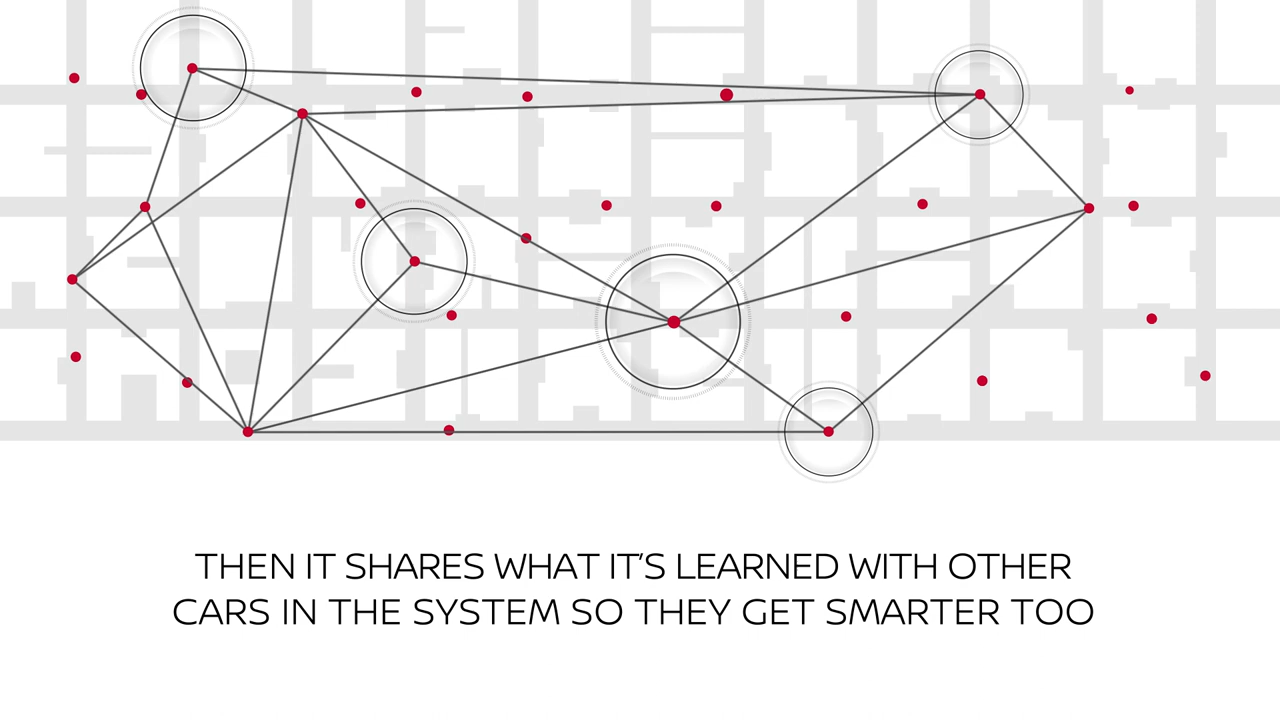 THEN IT SHARES WHAT IT'S LEARNED WITH OTHER
CARS IN THE SYSTEM SO THEY GET SMARTER TOO